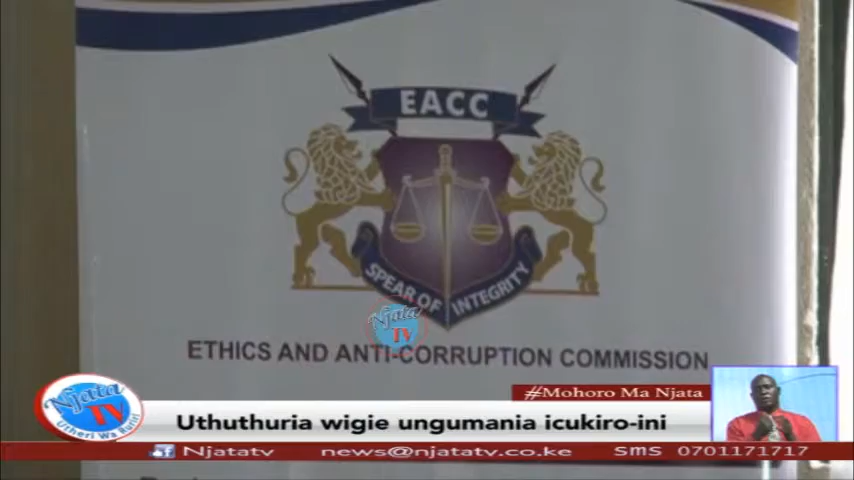 EACC
SPEAR OF INTEGRITY
Njata TV
ETHICS AND ANTI-CORRUPTION COMMISSION
#Mohoro Ma Njata
Njata TV
Utheri Wa Ruriri
Uthuthuria wigie ungumania icukiro-ini
Njatatv news@njatatv.co.ke SMS 0701171717